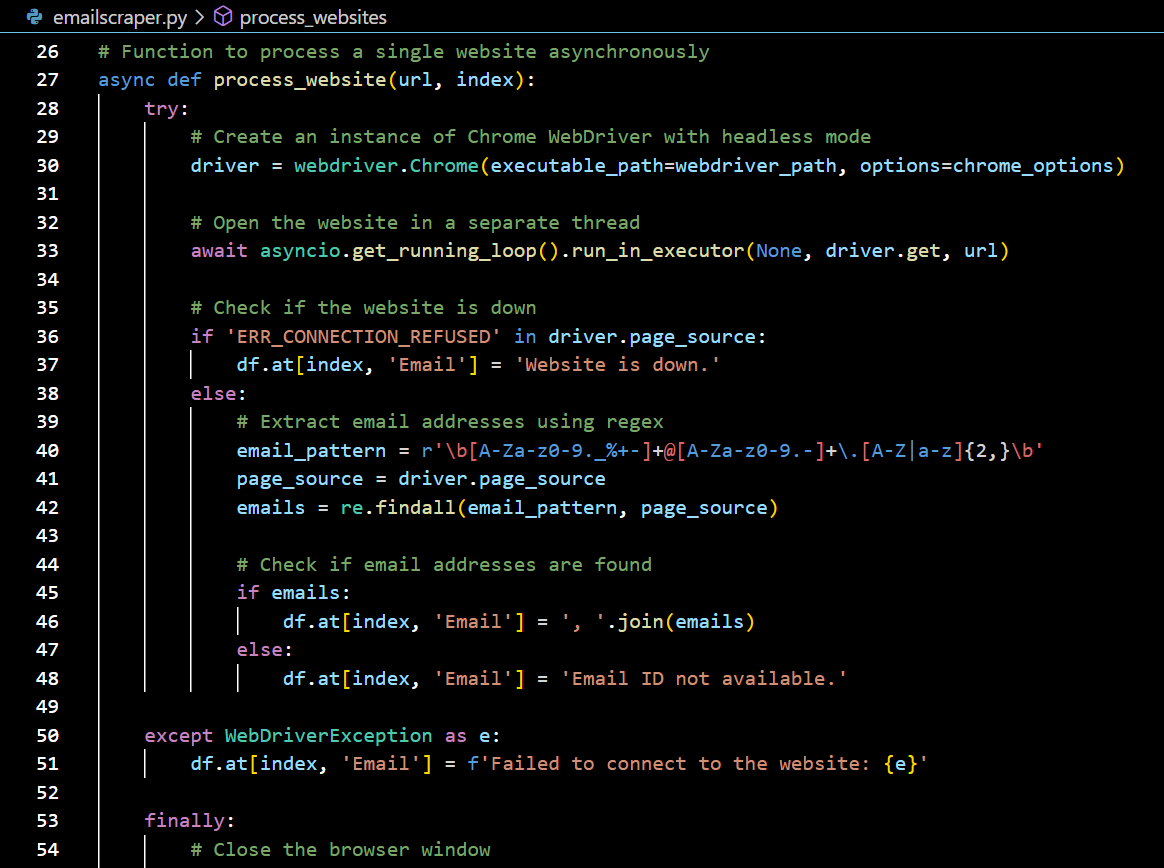 emailscraper.py > process_websites
26 # Function to process a single website asynchronously
27 async def process_website(url, index):
28     try:
29         # Create an instance of Chrome WebDriver with headless mode
30         driver = webdriver.Chrome(executable_path=webdriver_path, options=chrome_options)
31
32         # Open the website in a separate thread
33         await asyncio.get_running_loop().run_in_executor(None, driver.get, url)
34
35         # Check if the website is down
36         if 'ERR_CONNECTION_REFUSED' in driver.page_source:
37             df.at[index, 'Email'] = 'Website is down.'
38         else:
39             # Extract email addresses using regex
40             email_pattern = r'\b[A-Za-z0-9._%+-]+@[A-Za-z0-9.-]+\.[A-Z|a-z]{2,}\b'
41             page_source = driver.page_source
42             emails = re.findall(email_pattern, page_source)
43
44             # Check if email addresses are found
45             if emails:
46                 df.at[index, 'Email'] = ', '.join(emails)
47             else:
48                 df.at[index, 'Email'] = 'Email ID not available.'
49
50     except WebDriverException as e:
51         df.at[index, 'Email'] = f'Failed to connect to the website: {e}'
52
53     finally:
54         # Close the browser window